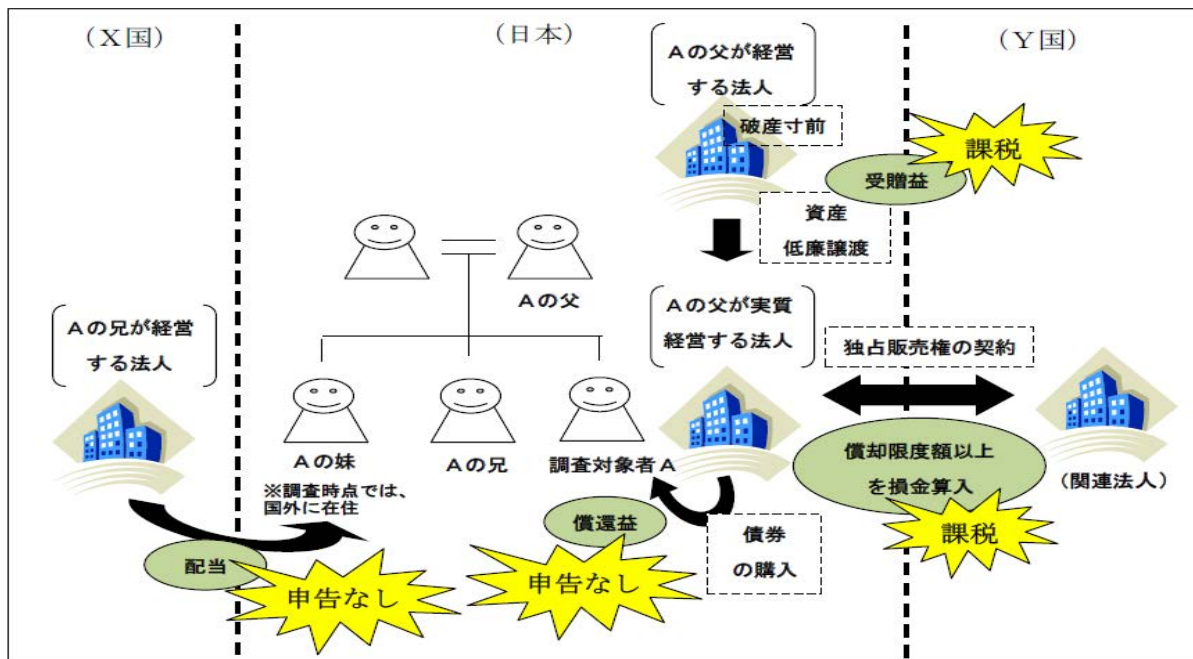 （Ｘ国）
（日本）
（Ｙ国）
Ａの父が経営
する法人
破産寸前
課税
受贈益
資産
低廉譲渡
Ａの父
Ａの兄が経営
する法人
Ａの父が実質
経営する法人
独占販売権の契約
Ａの妹
※調査時点では、
国外に在住
Ａの兄
調査対象者Ａ
償却限度額以上
を損金算入
（関連法人）
課税
配当
申告なし
償還益
申告なし
債券
の購入